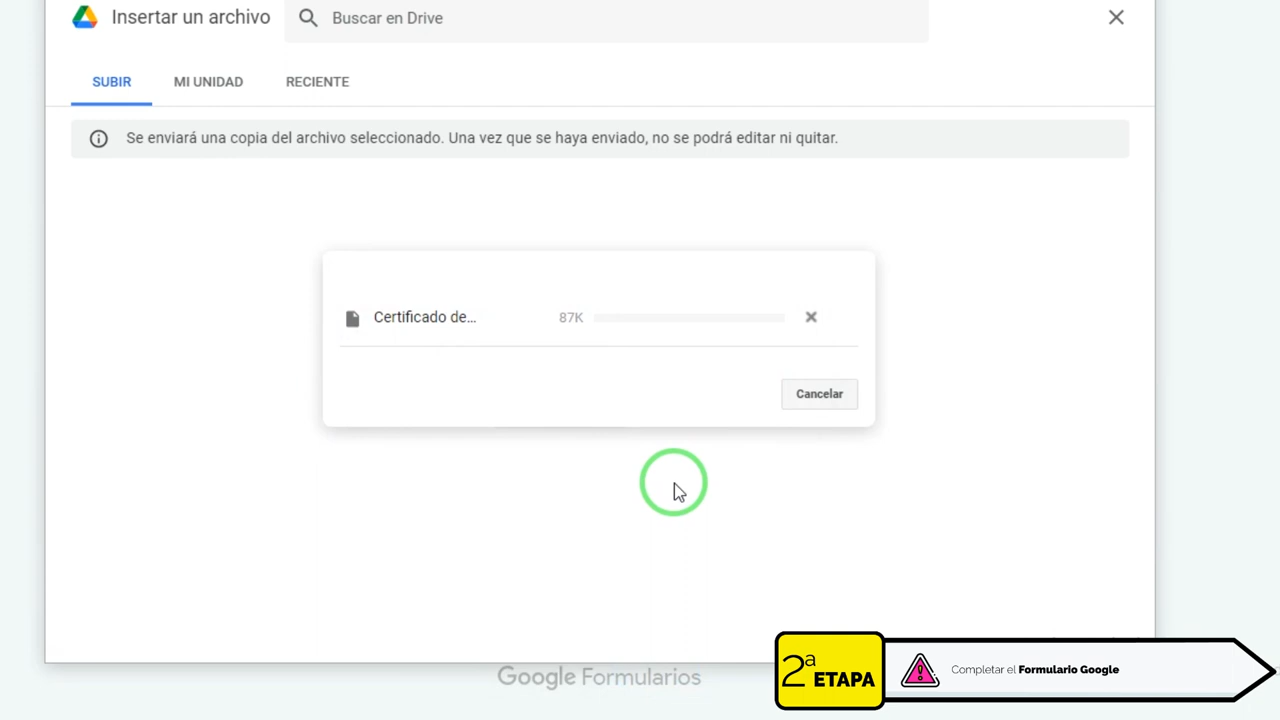 Insertar un archivo
Buscar en Drive
SUBIR
MI UNIDAD
RECIENTE
Se enviará una copia del archivo seleccionado. Una vez que se haya enviado, no se podrá editar ni quitar.
Certificado de...
87K
Cancelar
Google Formularios
2ª ETAPA
Completar el Formulario Google